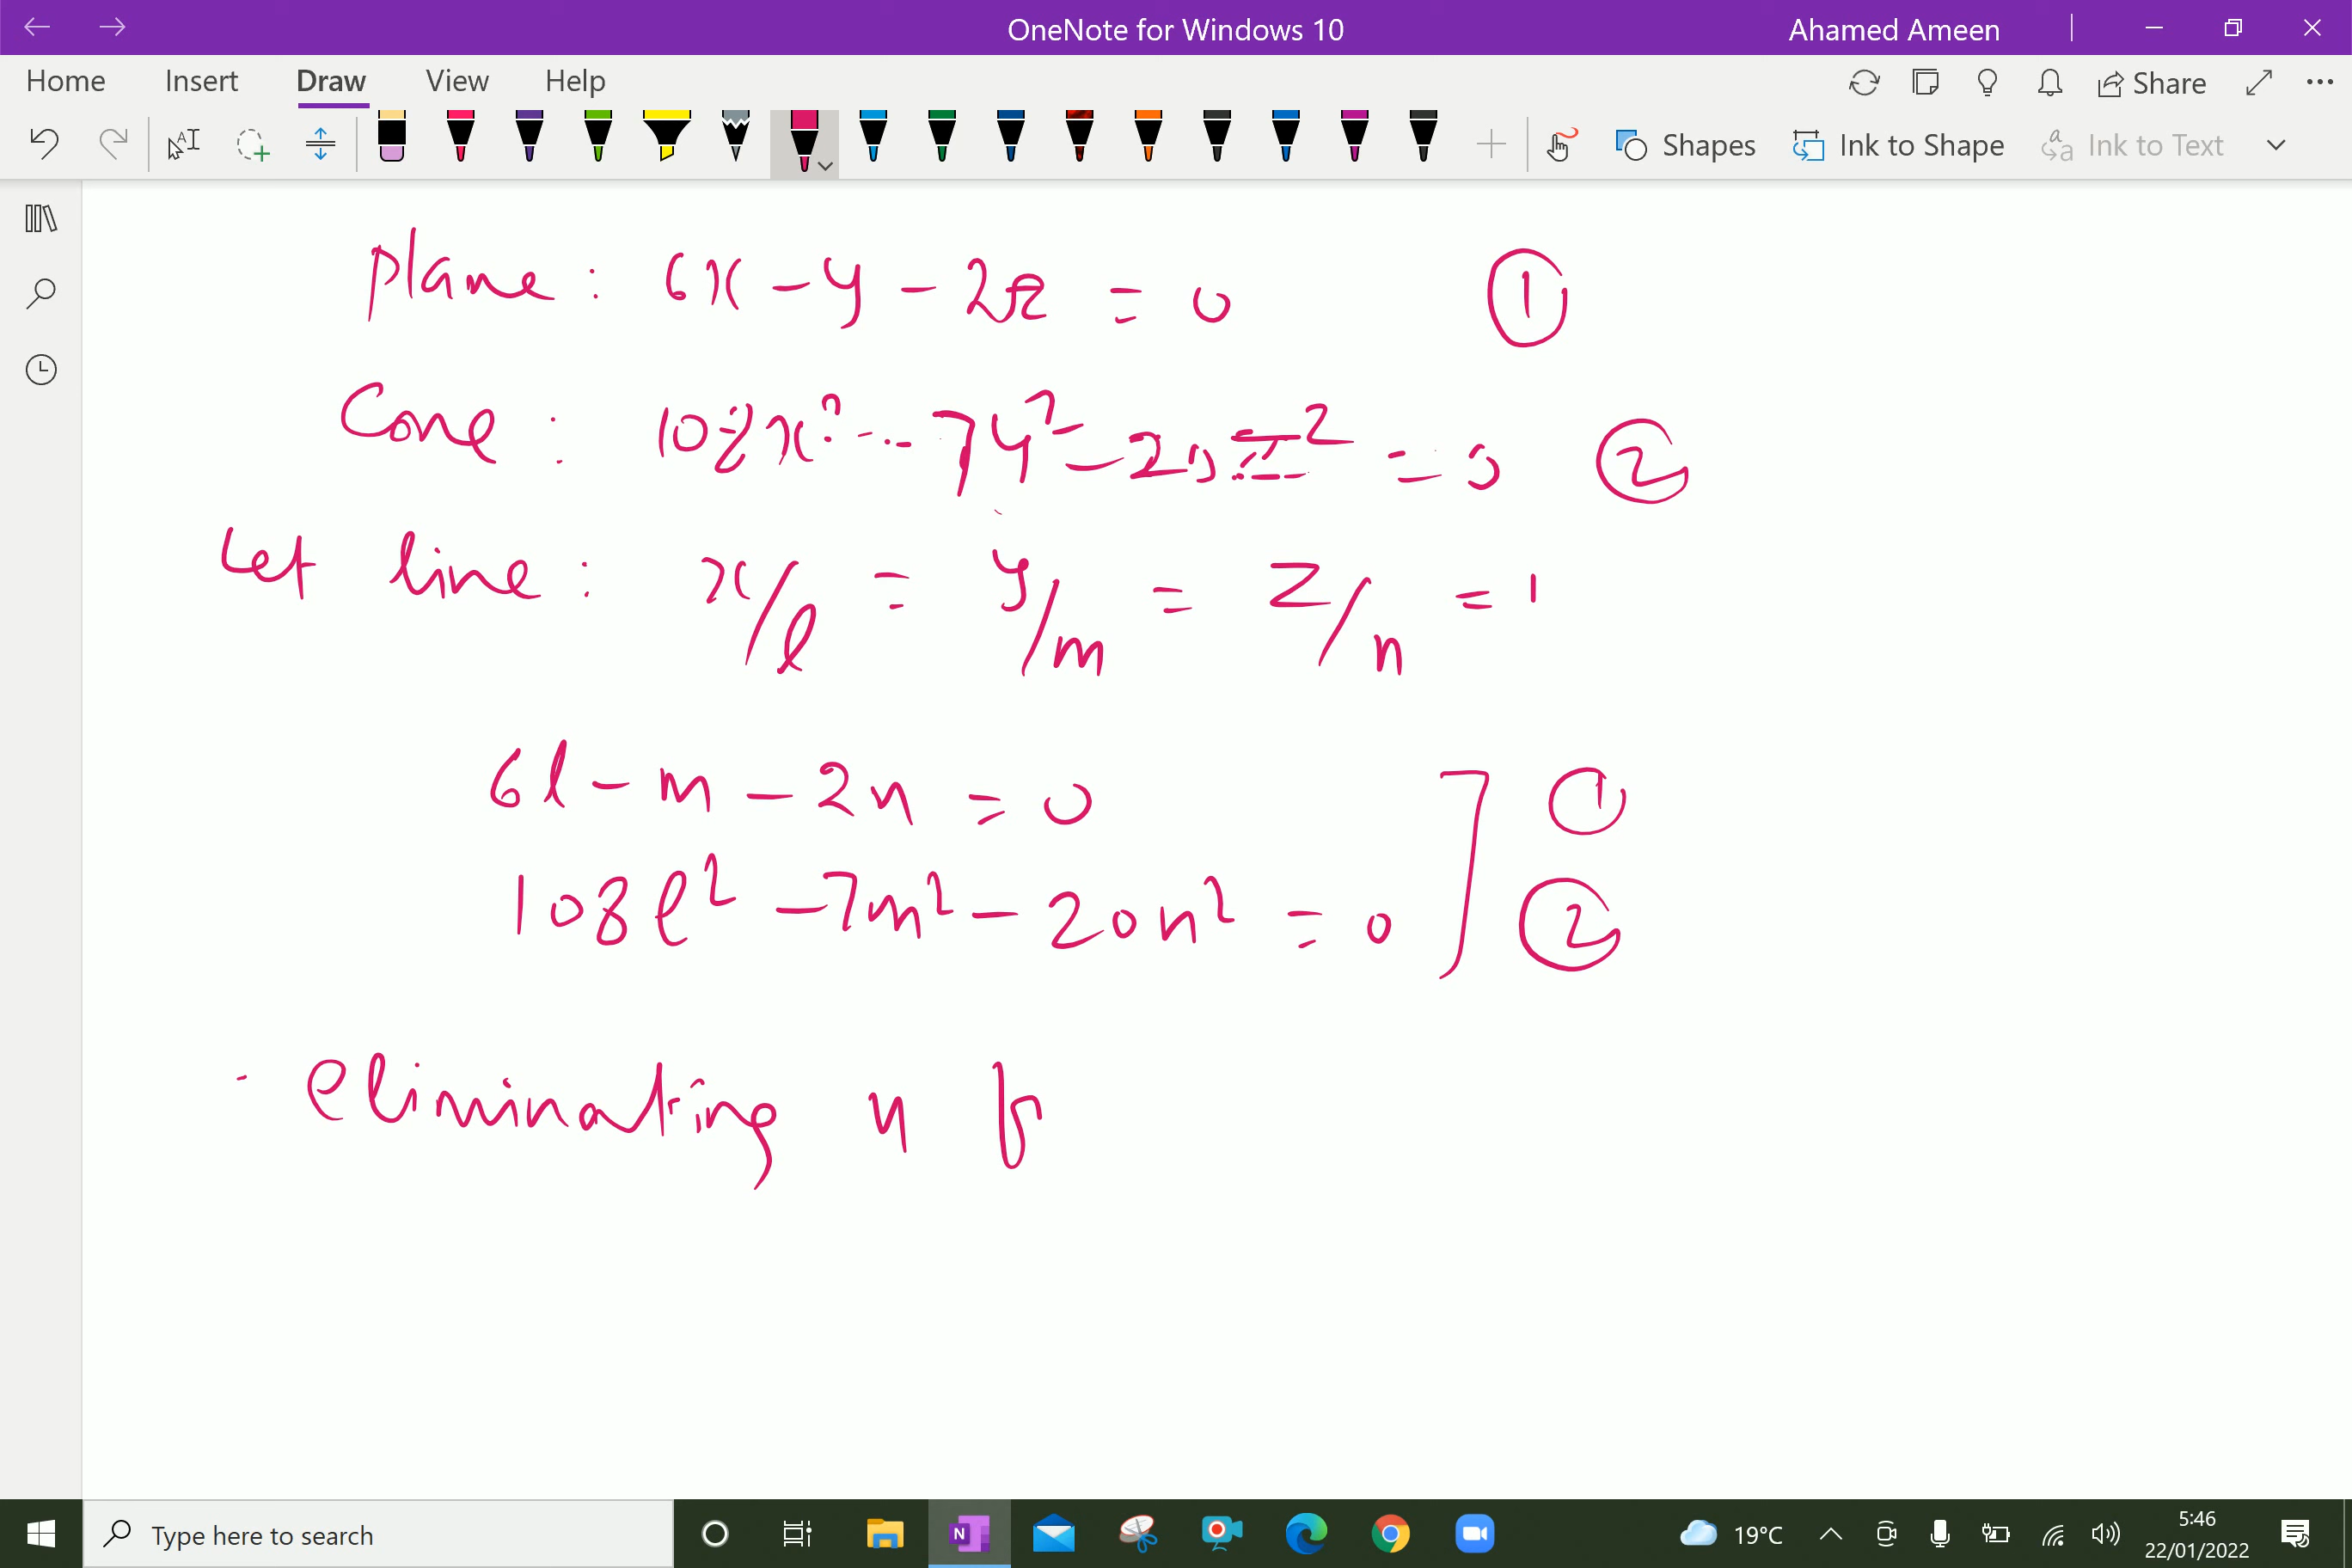 OneNote for Windows 10
Ahamed Ameen
Home Insert Draw View Help
Share
Shapes Ink to Shape Ink to Text
Plane : 6x - y - 2z = 0 ①
Cone : 108x² - 7y² - 20z² = 0 ②
Let line : x/l = y/m = z/n = 1
6l - m - 2n = 0 ①
108l² - 7m² - 20n² = 0 ②
eliminating n
Type here to search
19°C
5:46
22/01/2022